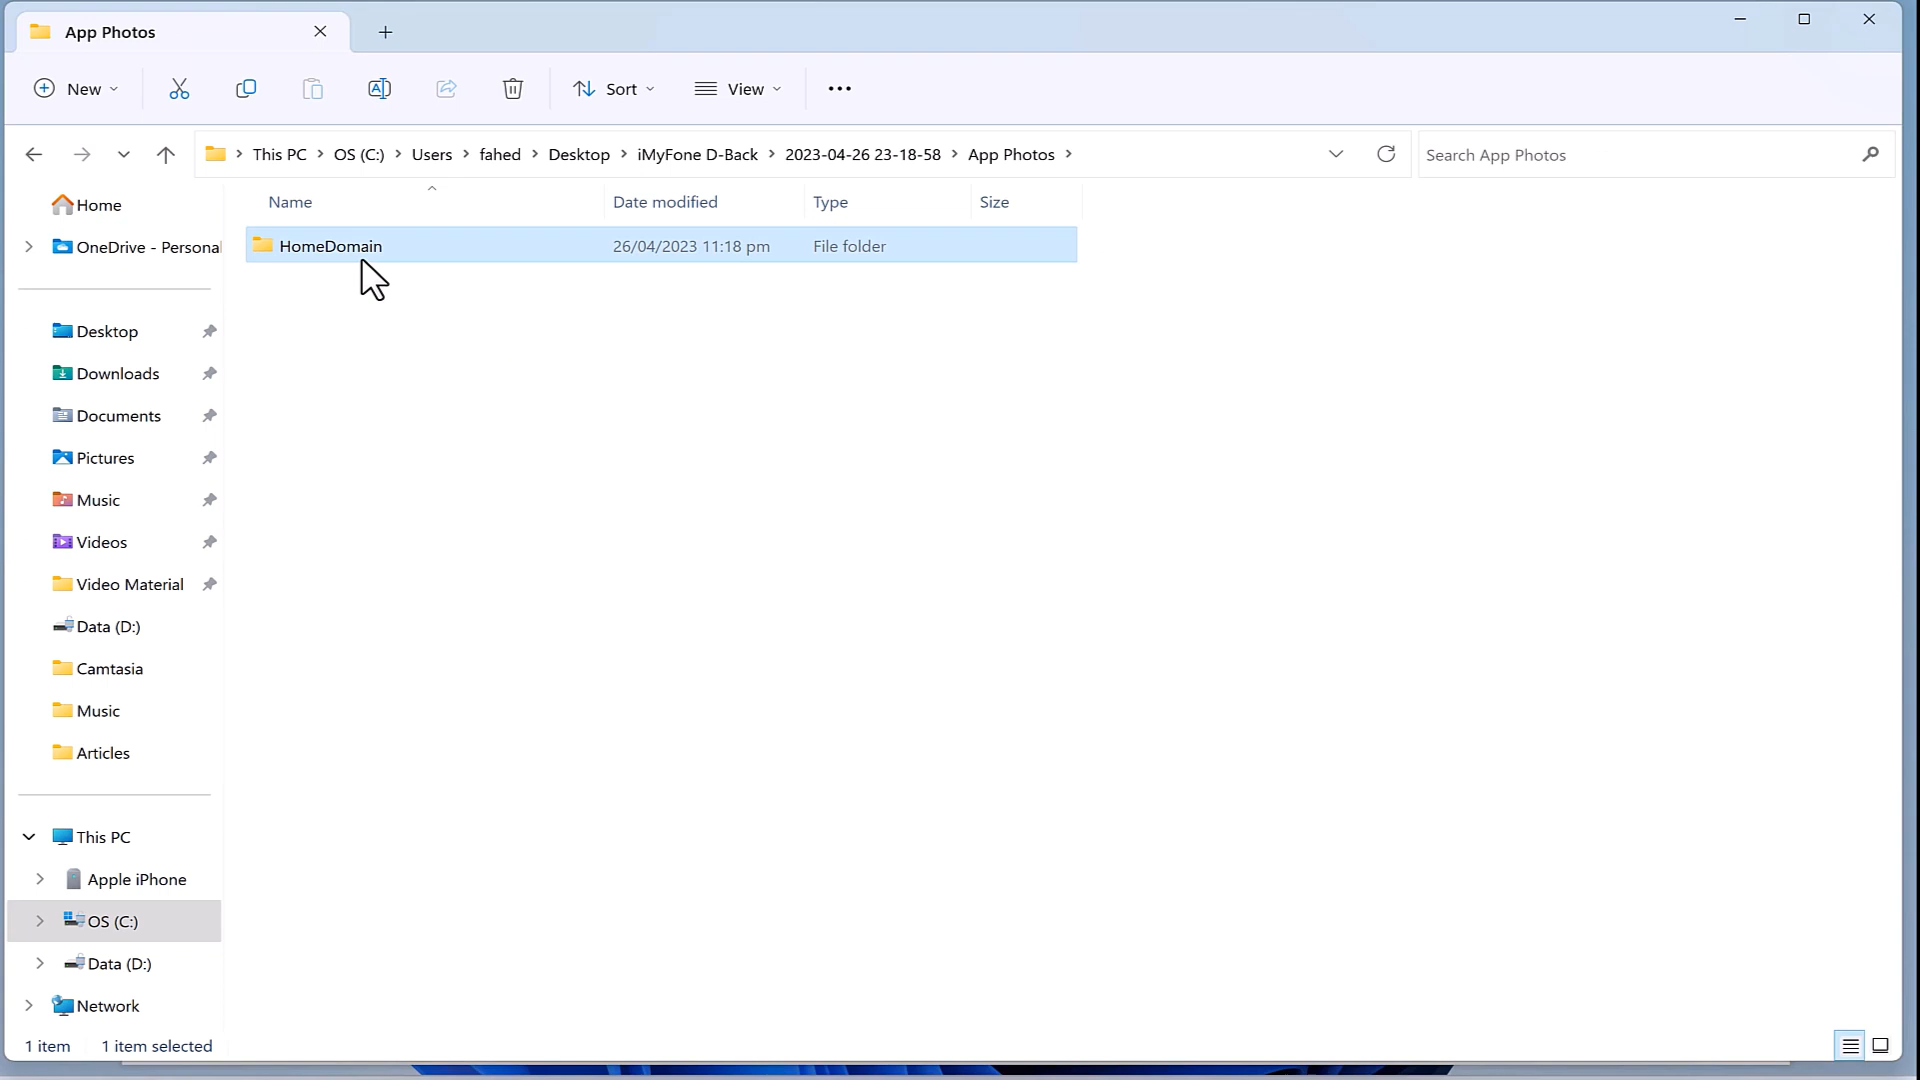 App Photos
New
Sort
View
This PC
OS (C:)
Users
fahed
Desktop
iMyFone D-Back
2023-04-26 23-18-58
App Photos
Search App Photos
Name
Date modified
Type
Size
HomeDomain
26/04/2023 11:18 pm
File folder
Home
OneDrive - Persona
Desktop
Downloads
Documents
Pictures
Music
Videos
Video Material
Data (D:)
Camtasia
Music
Articles
This PC
Apple iPhone
OS (C:)
Data (D:)
Network
1 item
1 item selected